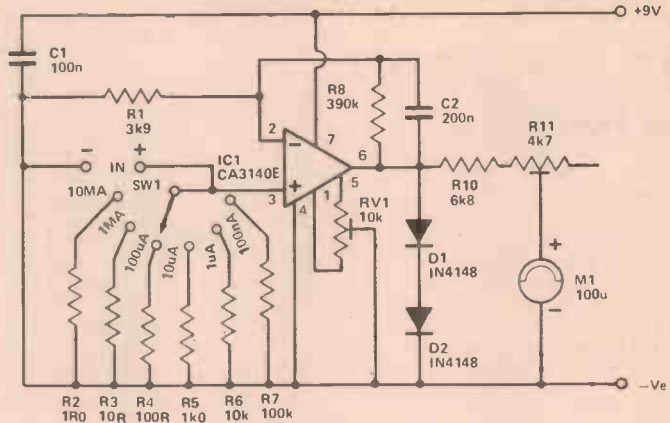 +9V
C1
100n
R1
3k9
R8
390k
C2
200n
R11
4k7
2
7
6
IC1
CA3140E
− IN +
10MA
SW1
3
4
1
5
RV1
10k
R10
6k8
1MA
100uA
10uA
1uA
100nA
D1
IN4148
+
M1
100u
−
D2
IN4148
−Ve
R2
1R0
R3
10R
R4
100R
R5
1k0
R6
10k
R7
100k